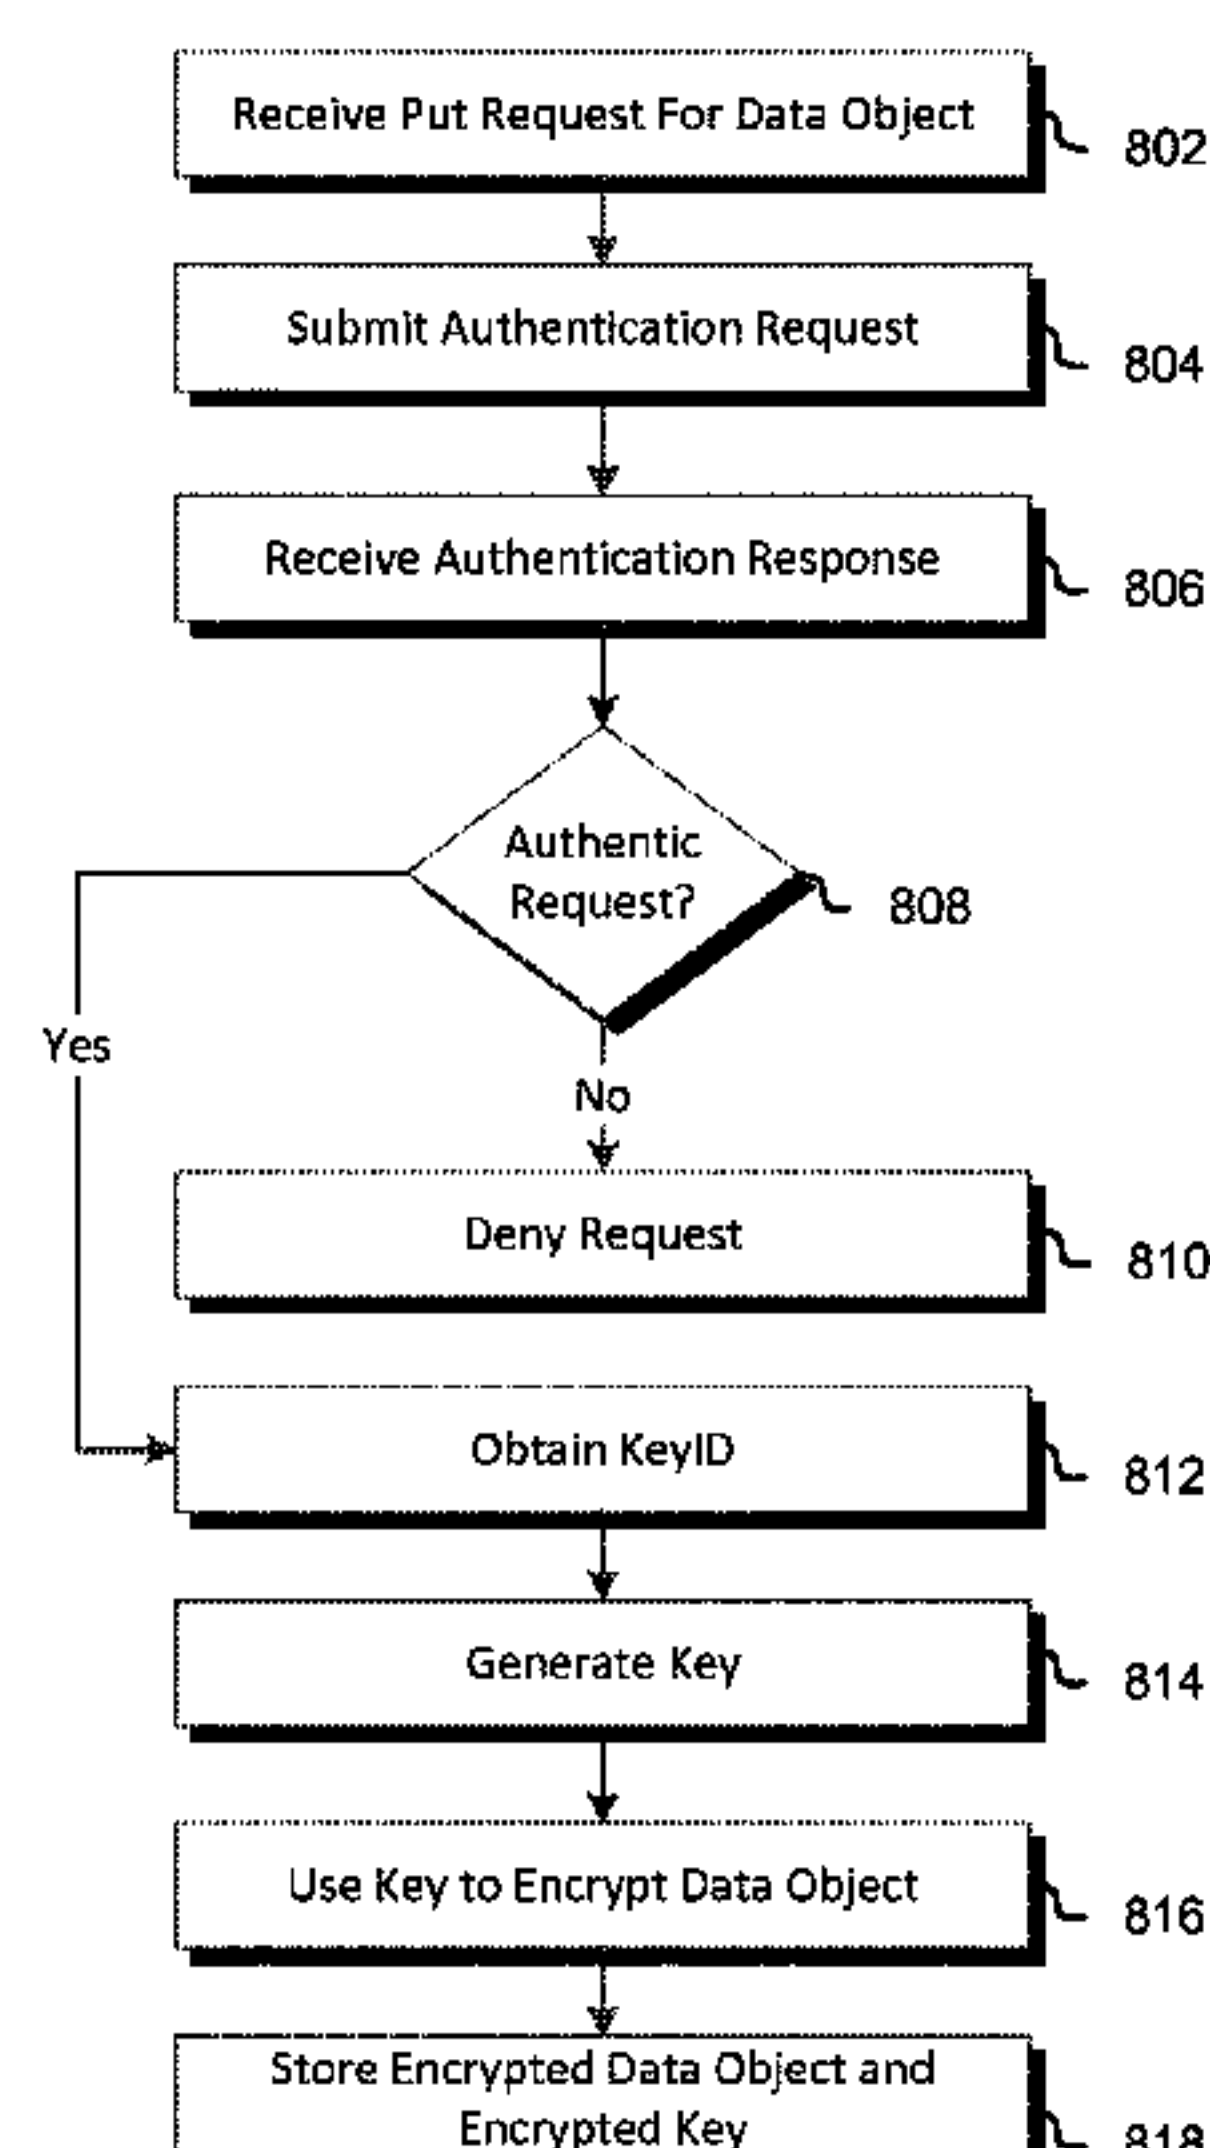 Receive Put Request For Data Object
802
Submit Authentication Request
804
Receive Authentication Response
806
Authentic
Request?
808
Yes
No
Deny Request
810
Obtain KeyID
812
Generate Key
814
Use Key to Encrypt Data Object
816
Store Encrypted Data Object and
Encrypted Key
818